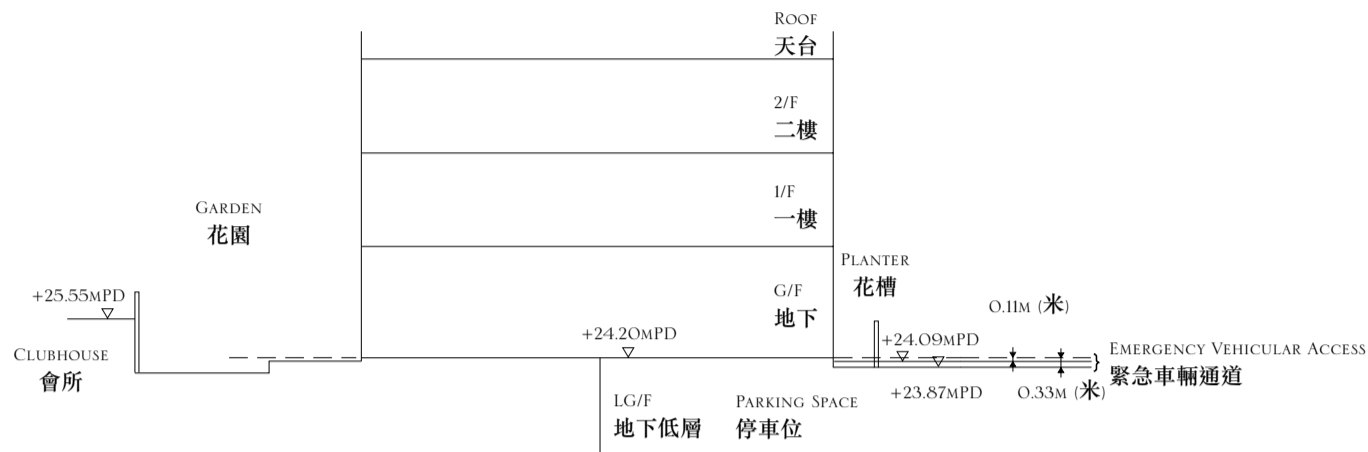 ROOF
天台
2/F
二樓
1/F
一樓
GARDEN
花園
PLANTER
花槽
G/F
地下
0.11M (米)
+25.55MPD
+24.20MPD
+24.09MPD
CLUBHOUSE
會所
EMERGENCY VEHICULAR ACCESS
緊急車輛通道
+23.87MPD
0.33M (米)
LG/F
地下低層
PARKING SPACE
停車位